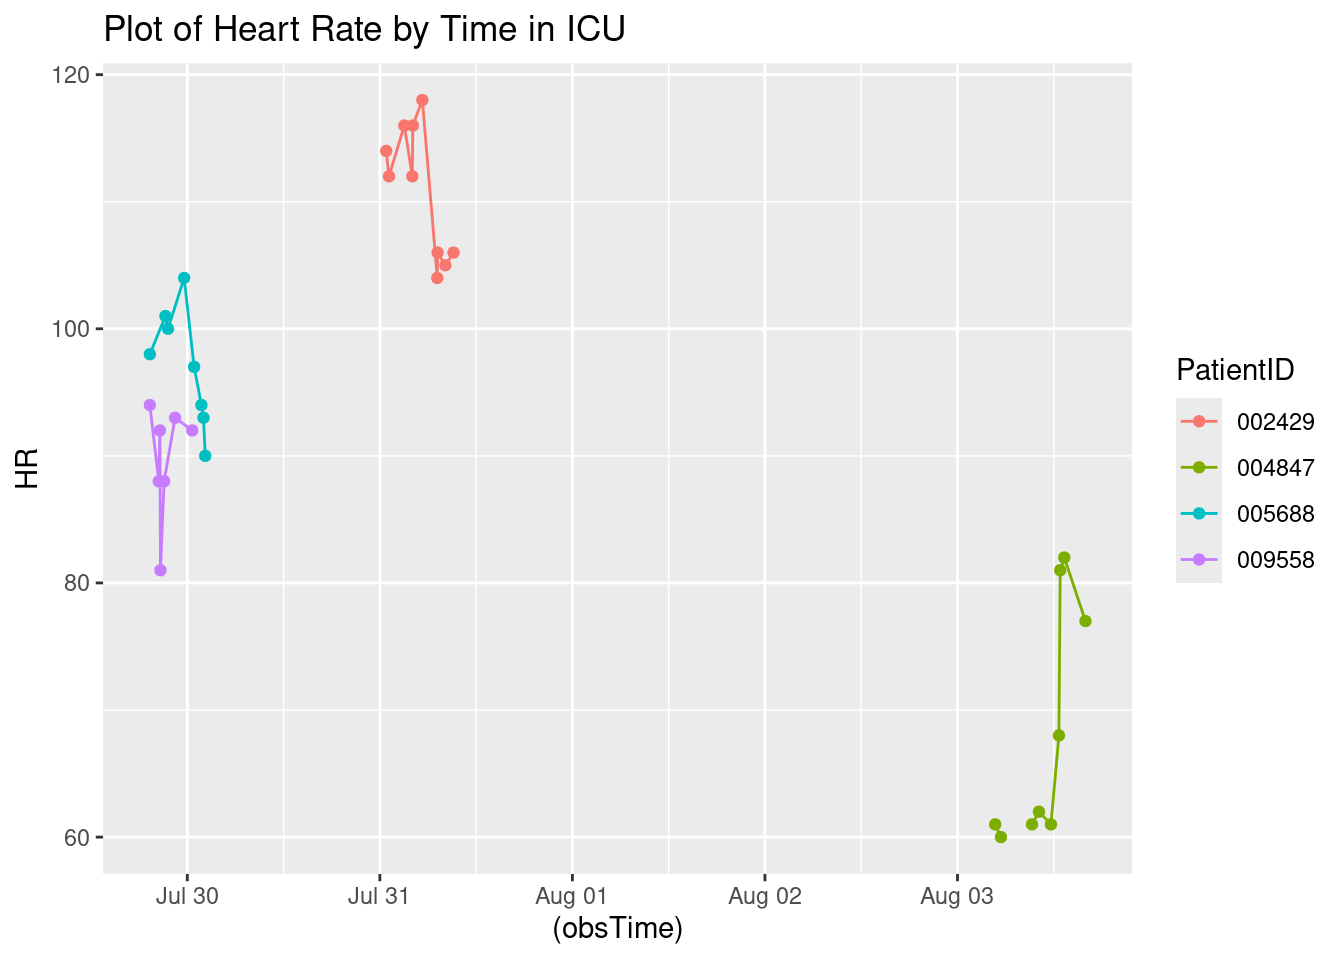 Plot of Heart Rate by Time in ICU
120
100
80
60
HR
Jul 30 Jul 31 Aug 01 Aug 02 Aug 03
(obsTime)
PatientID
002429
004847
005688
009558